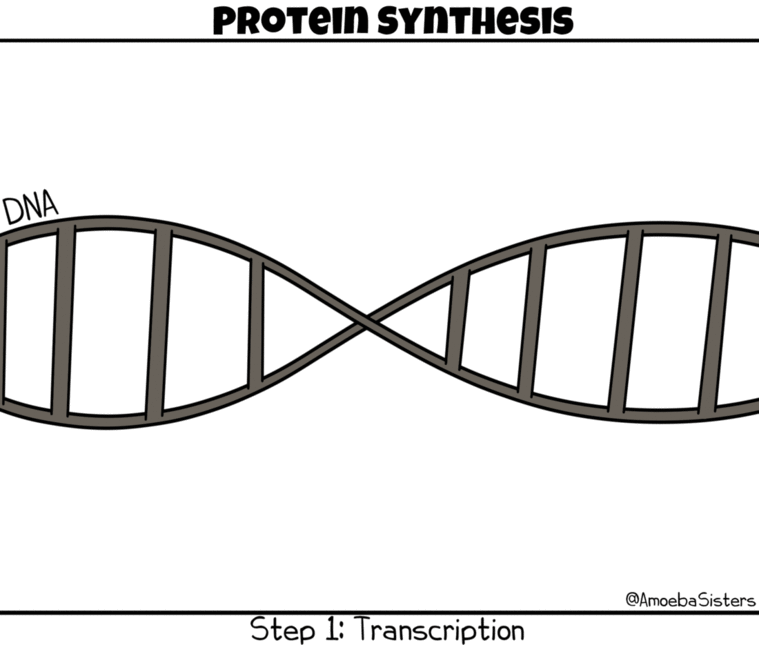 PROTEIN SYNTHESIS
DNA
@AmoebaSisters
Step 1: Transcription